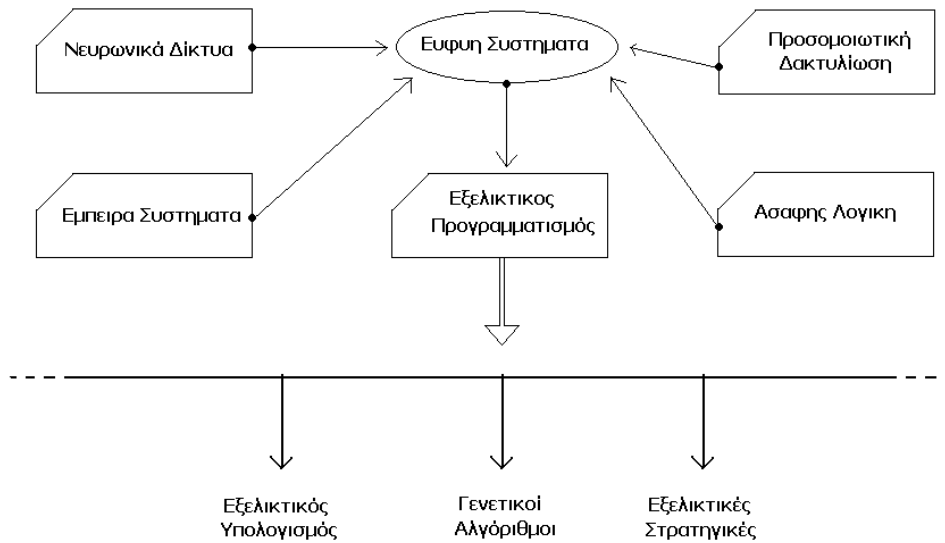 Νευρωνικά Δίκτυα
Ευφυη Συστηματα
Προσομοιωτική
Δακτυλίωση
Εμπειρα Συστηματα
Εξελικτικος
Προγραμματισμός
Ασαφης Λογικη
Εξελικτικός
Υπολογισμός
Γενετικοί
Αλγόριθμοι
Εξελικτικές
Στρατηγικές